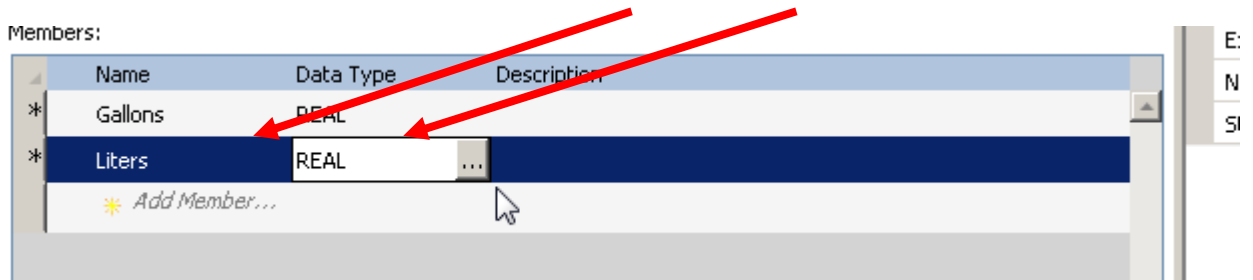 Members:
Name Data Type Description
* Gallons REAL
* Liters REAL ...
Add Member...